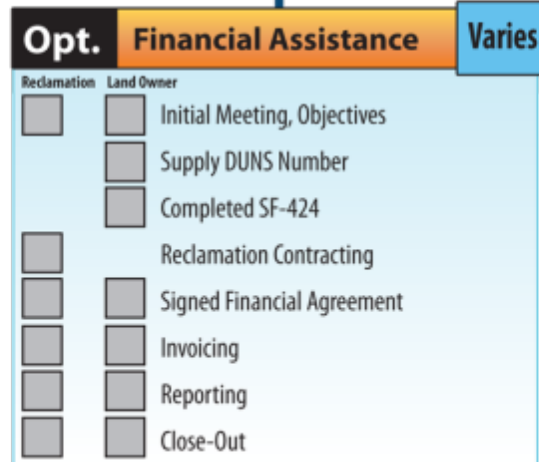 Opt. Financial Assistance Varies
Reclamation Land Owner
Initial Meeting, Objectives
Supply DUNS Number
Completed SF-424
Reclamation Contracting
Signed Financial Agreement
Invoicing
Reporting
Close-Out